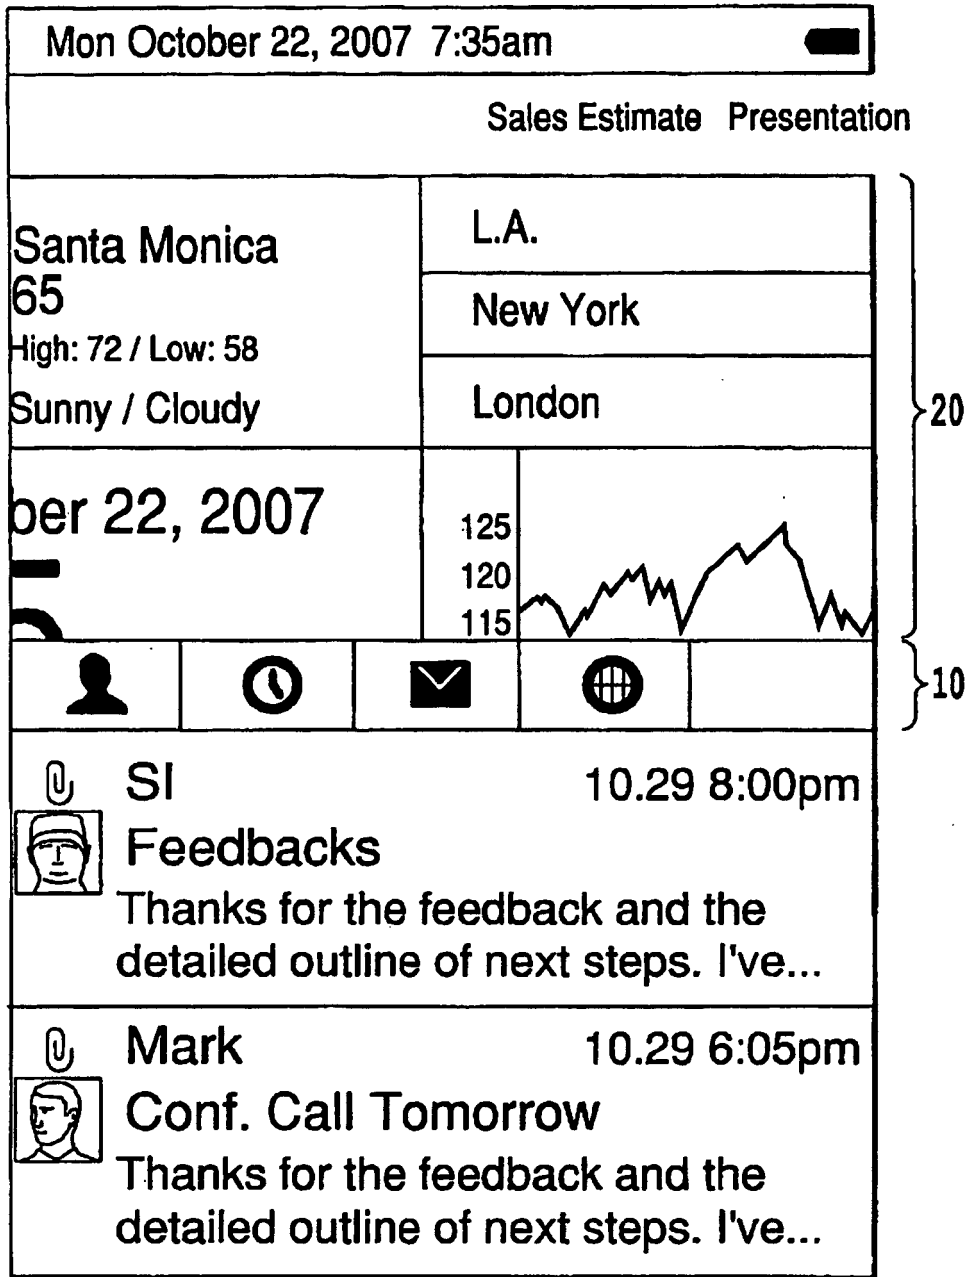 Mon October 22, 2007 7:35am
Sales Estimate Presentation
Santa Monica
65
High: 72 / Low: 58
Sunny / Cloudy
L.A.
New York
London
20
ber 22, 2007
125
120
115
10
SI 10.29 8:00pm
Feedbacks
Thanks for the feedback and the
detailed outline of next steps. I've...
Mark 10.29 6:05pm
Conf. Call Tomorrow
Thanks for the feedback and the
detailed outline of next steps. I've...